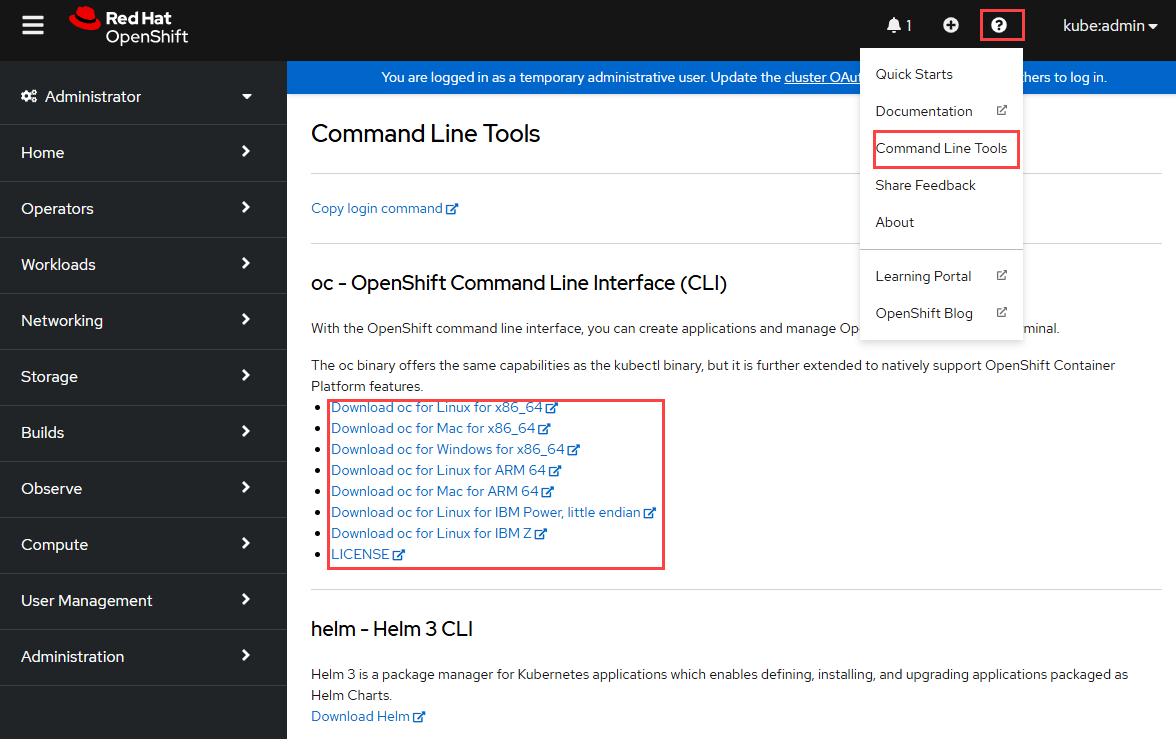 Red Hat
OpenShift
1
kube:admin
Administrator
Home
Operators
Workloads
Networking
Storage
Builds
Observe
Compute
User Management
Administration
You are logged in as a temporary administrative user. Update the cluster OAu hers to log in.
Quick Starts
Documentation
Command Line Tools
Share Feedback
About
Learning Portal
OpenShift Blog
Command Line Tools
Copy login command
oc - OpenShift Command Line Interface (CLI)
With the OpenShift command line interface, you can create applications and manage Op minal.
The oc binary offers the same capabilities as the kubectl binary, but it is further extended to natively support OpenShift Container
Platform features.
Download oc for Linux for x86_64
Download oc for Mac for x86_64
Download oc for Windows for x86_64
Download oc for Linux for ARM 64
Download oc for Mac for ARM 64
Download oc for Linux for IBM Power, little endian
Download oc for Linux for IBM Z
LICENSE
helm - Helm 3 CLI
Helm 3 is a package manager for Kubernetes applications which enables defining, installing, and upgrading applications packaged as
Helm Charts.
Download Helm